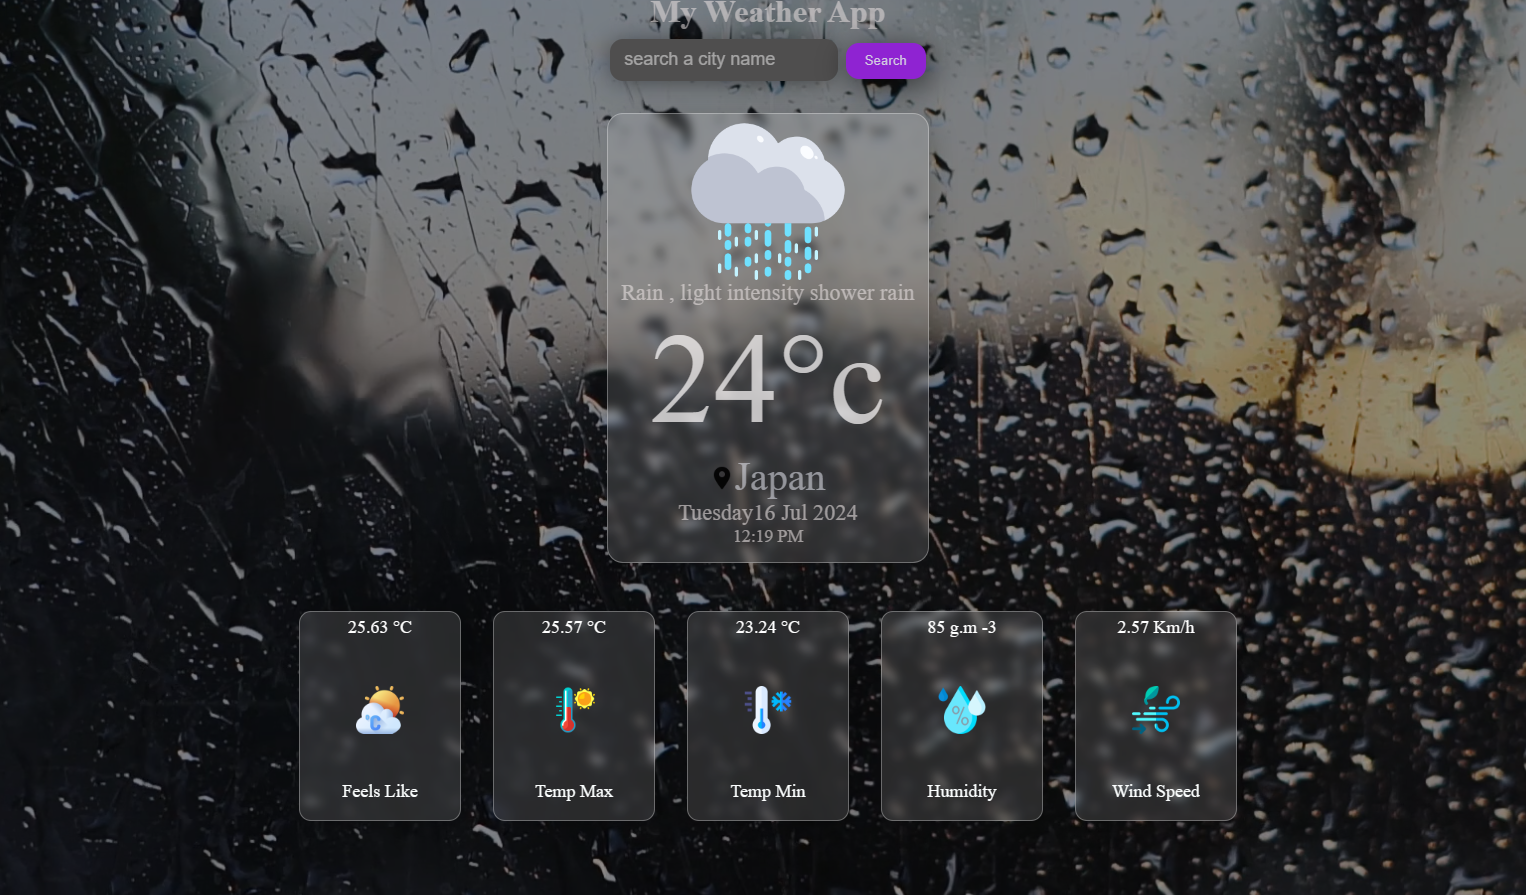 My Weather App
search a city name
Search
Rain , light intensity shower rain
24°c
Japan
Tuesday16 Jul 2024
12:19 PM
25.63 °C
25.57 °C
23.24 °C
85 g.m -3
2.57 Km/h
°C
%
Feels Like
Temp Max
Temp Min
Humidity
Wind Speed